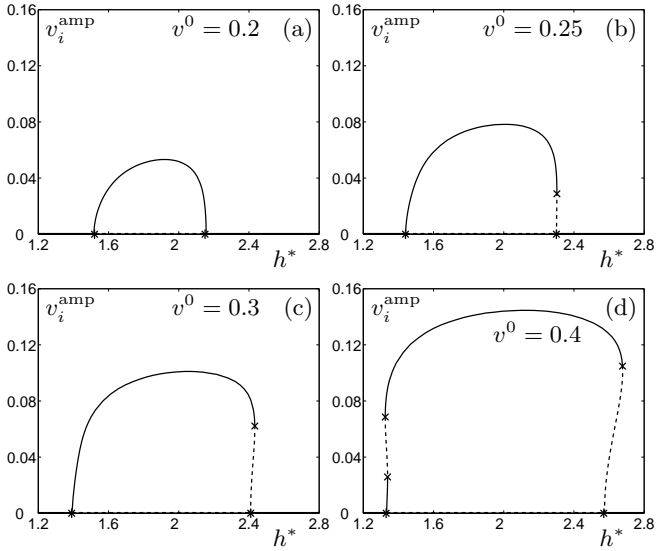 0.16 v_i^amp v^0 = 0.2 (a)
0.12
0.08
0.04
0
1.2 1.6 2 2.4 h* 2.8
0.16 v_i^amp v^0 = 0.25 (b)
0.12
0.08
0.04
0
1.2 1.6 2 2.4 h* 2.8
0.16 v_i^amp v^0 = 0.3 (c)
0.12
0.08
0.04
0
1.2 1.6 2 2.4 h* 2.8
0.16 v_i^amp (d)
v^0 = 0.4
0.12
0.08
0.04
0
1.2 1.6 2 2.4 h* 2.8